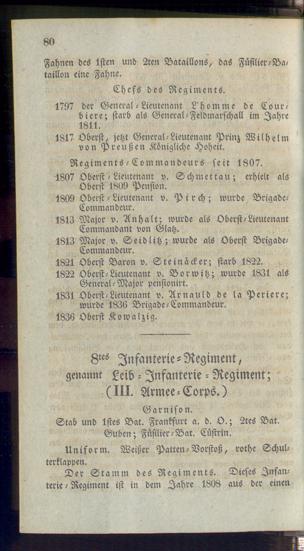 80
Fahnen des 1sten und 2ten Bataillons, das Füsilier-Ba-
taillon eine Fahne.
Chefs des Regiments.
1797 der General-Lieutenant L'homme de Cour-
biere; starb als General-Feldmarschall im Jahre
1811.
1817 Oberst, jetzt General-Lieutenant Prinz Wilhelm
von Preußen Königliche Hoheit.
Regiments-Commandeurs seit 1807.
1807 Oberst-Lieutenant v. Schmettau; erhielt als
Oberst 1809 Pension.
1809 Oberst-Lieutenant v. Pirch; wurde Brigade-
Commandeur.
1813 Major v. Anhalt; wurde als Oberst-Lieutenant
Commandant von Glatz.
1813 Major v. Seidlitz; wurde als Oberst Brigade-
Commandeur.
1821 Oberst Baron v. Steinäcker; starb 1822.
1822 Oberst-Lieutenant v. Borwitz; wurde 1831 als
General-Major pensionirt.
1831 Oberst-Lieutenant v. Arnauld de la Periere;
wurde 1836 Brigade-Commandeur.
1836 Oberst Kowalzig.
8tes Infanterie-Regiment,
genannt Leib-Infanterie-Regiment;
(III. Armee-Corps.)
Garnison.
Stab und 1stes Bat. Frankfurt a. d. O.; 2tes Bat.
Guben; Füsilier-Bat. Cüstrin.
Uniform. Weißer Patten-Vorstoß, rothe Schul-
terklappen.
Der Stamm des Regiments. Dieses Infan-
terie-Regiment ist in dem Jahre 1808 aus der einen